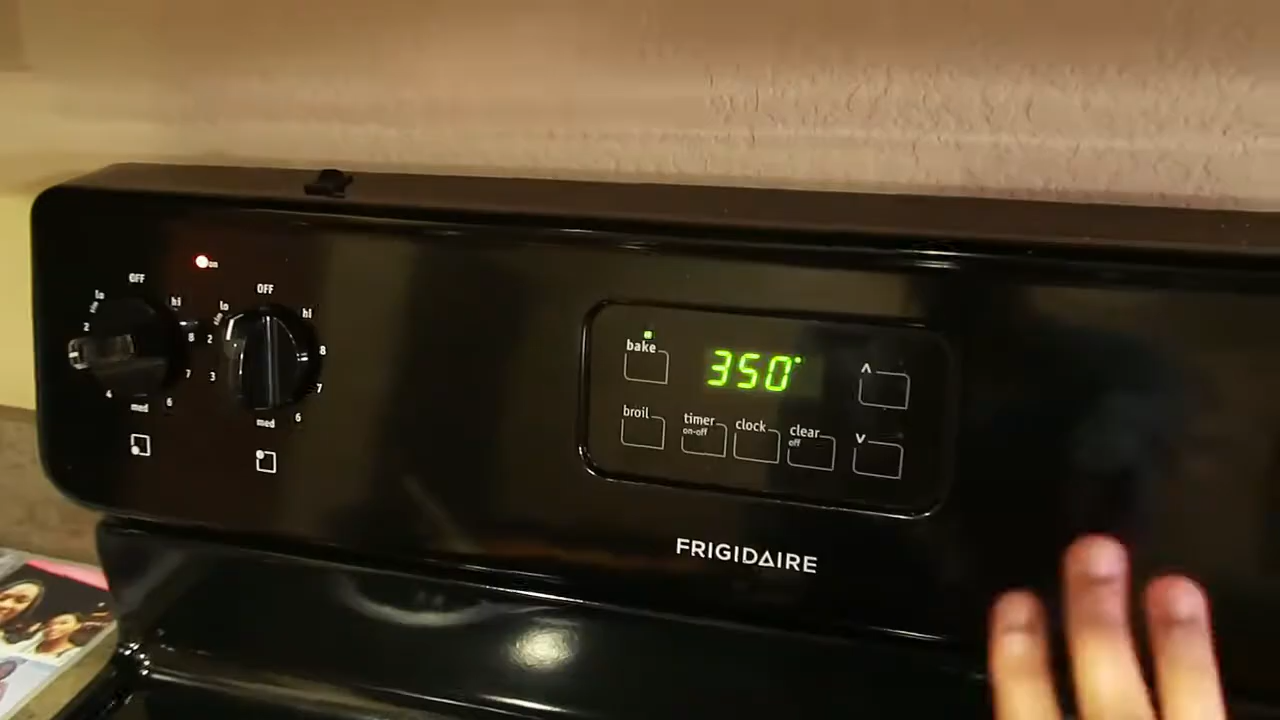 on
OFF
lo
sim
hi
2
8
7
4
6
med
OFF
lo
sim
hi
2
8
3
7
6
med
bake
350°
^
broil
timer
on-off
clock
clear
off
v
FRIGIDAIRE